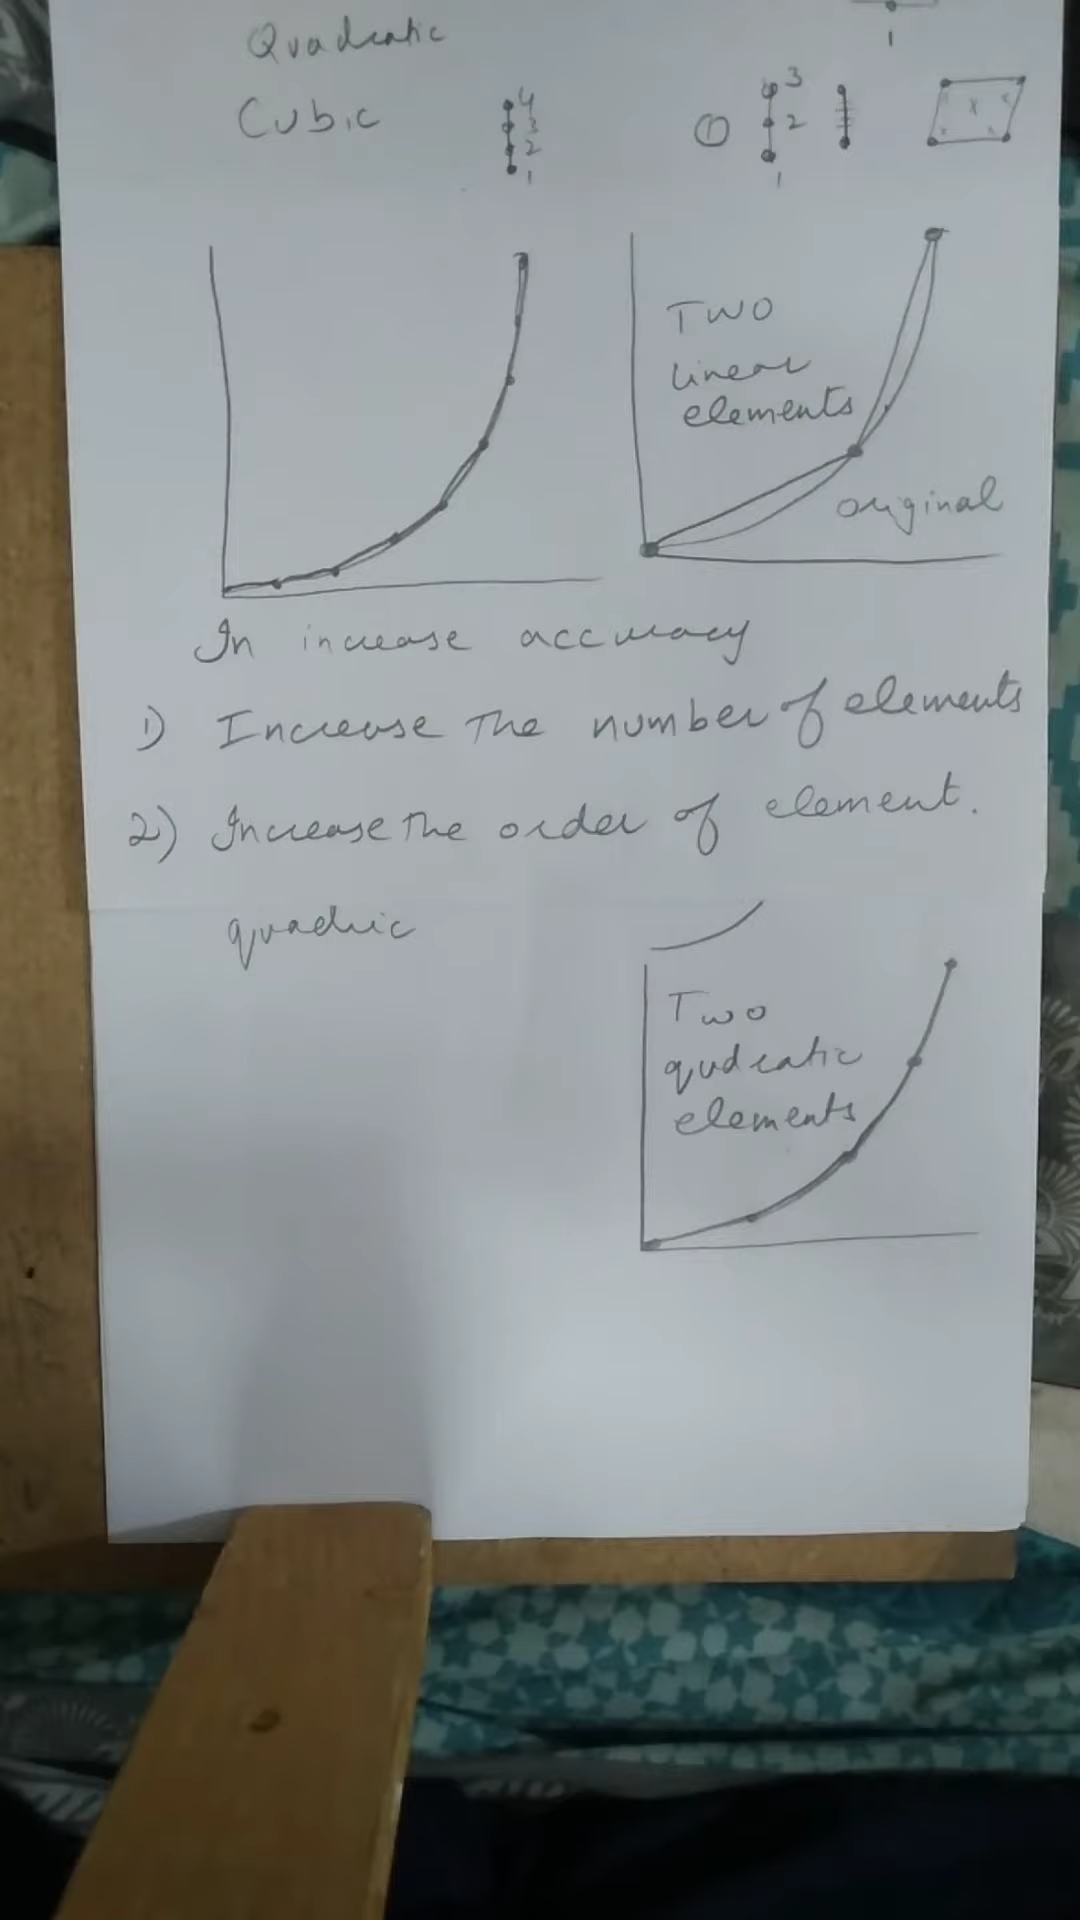 Quadratic
1
Cubic
4
3
2
1
①
3
2
1
TWO
linear
elements
original
In increase accuracy
1) Increase The number of elements
2) Increase The order of element.
quadric
Two
qudratic
elements